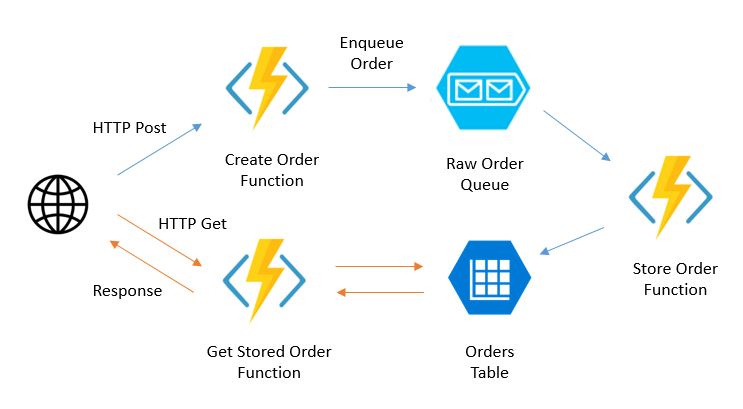 Enqueue
Order
HTTP Post
Create Order
Function
Raw Order
Queue
HTTP Get
Store Order
Function
Response
Get Stored Order
Function
Orders
Table